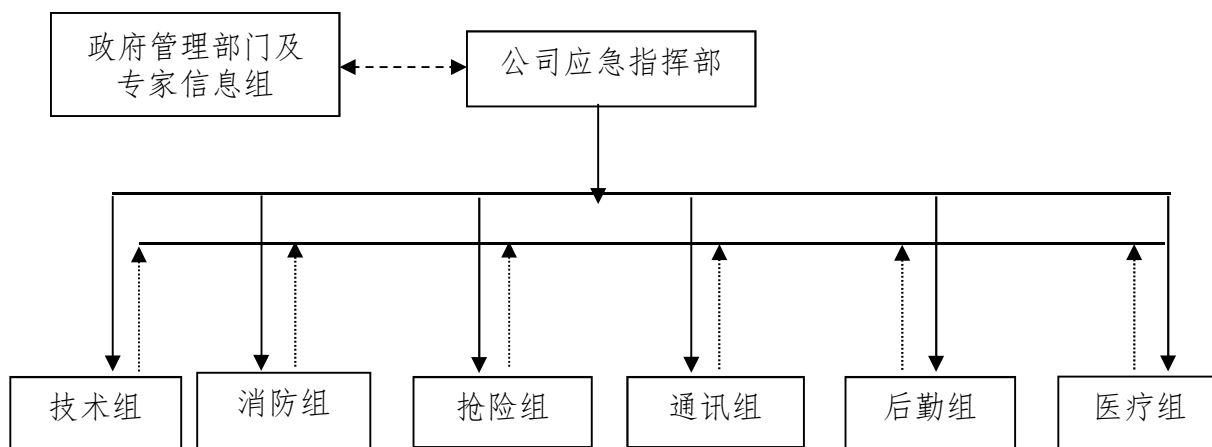 政府管理部门及
专家信息组
公司应急指挥部
技术组
消防组
抢险组
通讯组
后勤组
医疗组